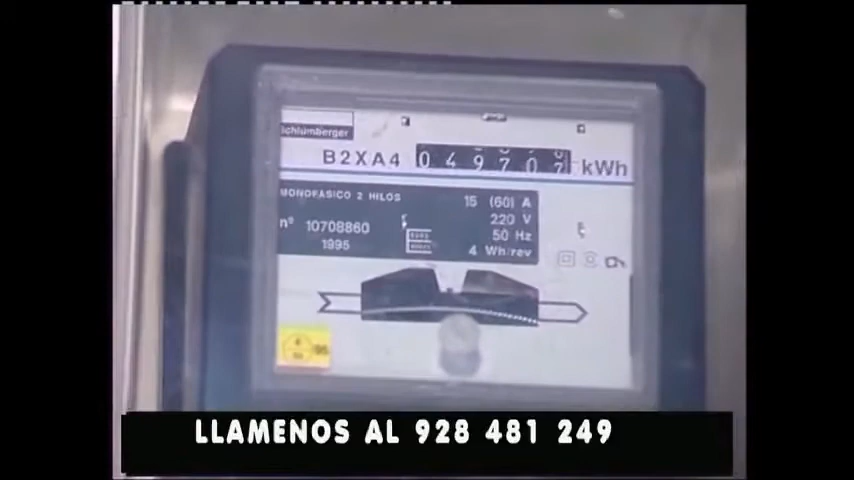 Schlumberger
B2XA4 049707 kWh
MONOFASICO 2 HILOS
15 (60) A
220 V
nº 10708860
50 Hz
1995
4 Wh/rev
LLAMENOS AL 928 481 249